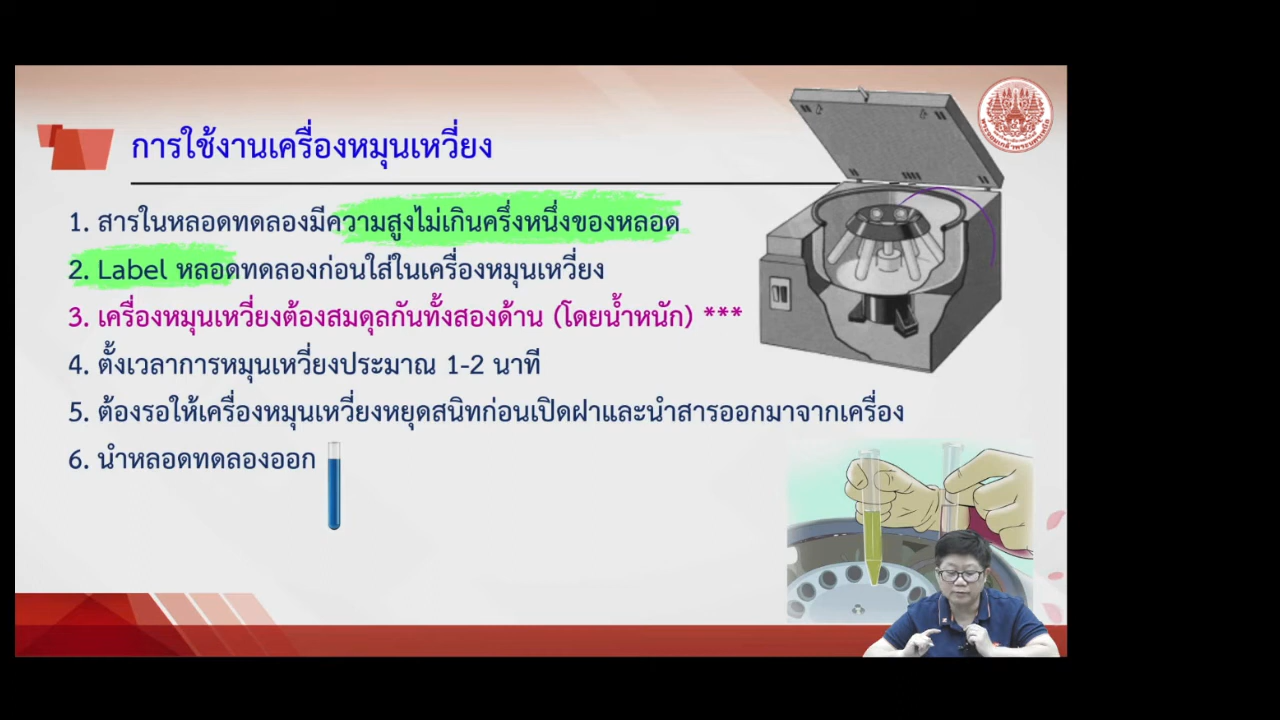 การใช้งานเครื่องหมุนเหวี่ยง
1. สารในหลอดทดลองมีความสูงไม่เกินครึ่งหนึ่งของหลอด
2. Label หลอดทดลองก่อนใส่ในเครื่องหมุนเหวี่ยง
3. เครื่องหมุนเหวี่ยงต้องสมดุลกันทั้งสองด้าน (โดยน้ำหนัก) ***
4. ตั้งเวลาการหมุนเหวี่ยงประมาณ 1-2 นาที
5. ต้องรอให้เครื่องหมุนเหวี่ยงหยุดสนิทก่อนเปิดฝาและนำสารออกมาจากเครื่อง
6. นำหลอดทดลองออก